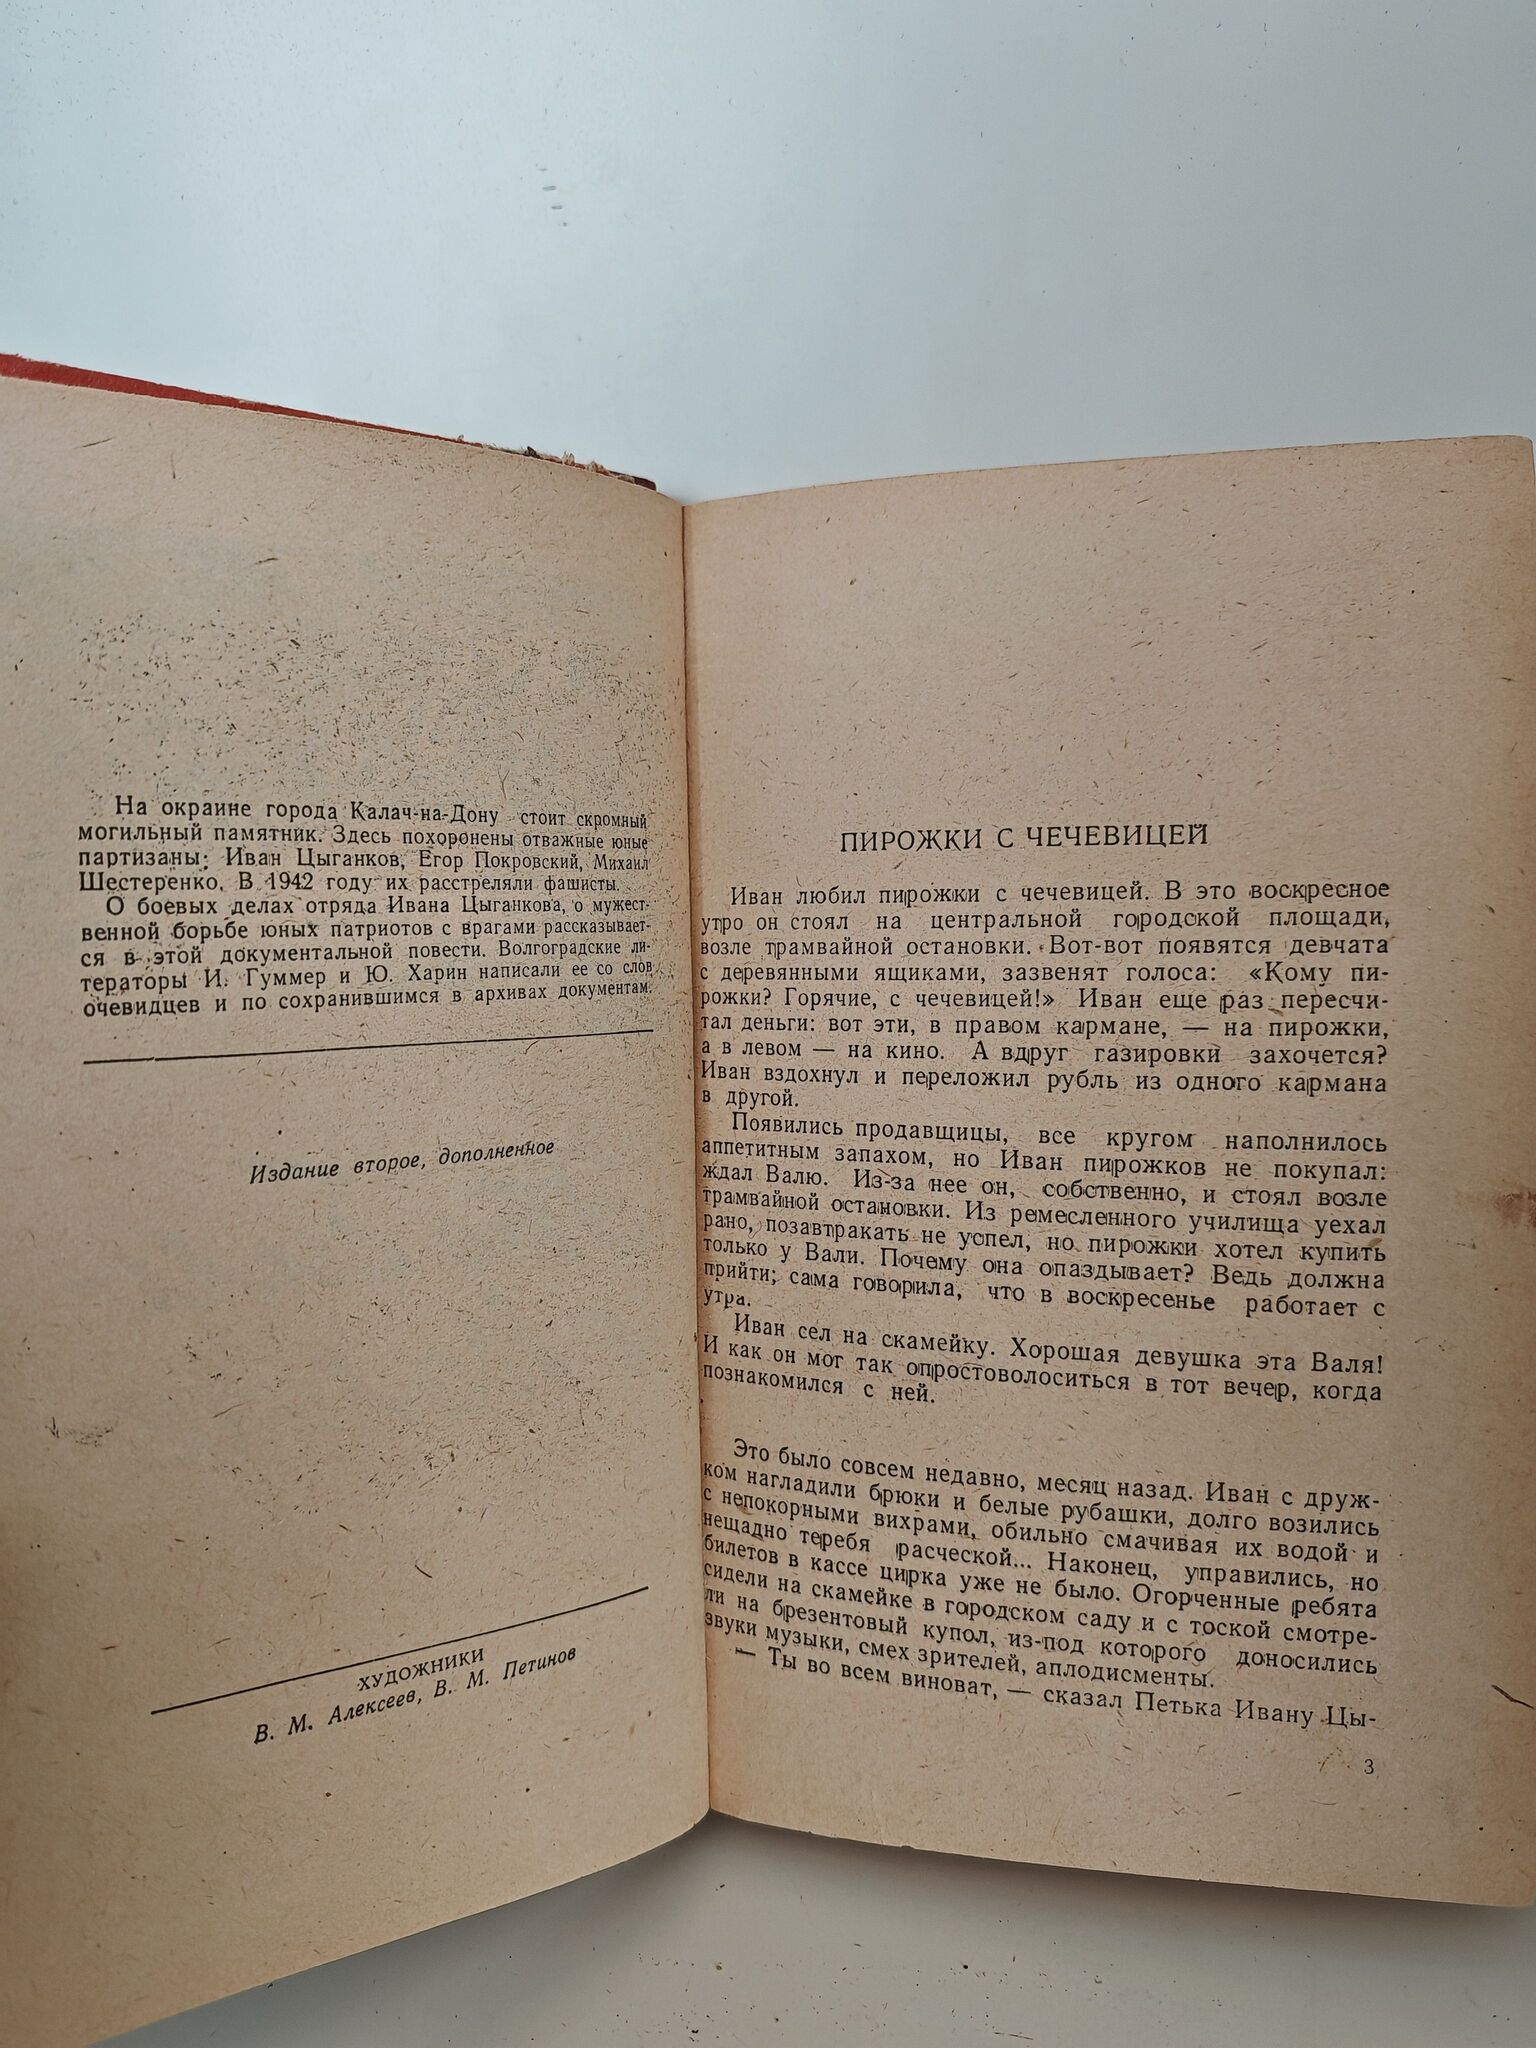 На окраине города Калач-на-Дону стоит скромный
могильный памятник. Здесь похоронены отважные юные
партизаны: Иван Цыганков, Егор Покровский, Михаил
Шестеренко. В 1942 году их расстреляли фашисты.
О боевых делах отряда Ивана Цыганкова, о мужест-
венной борьбе юных патриотов с врагами рассказывает-
ся в этой документальной повести. Волгоградские ли-
тераторы И. Гуммер и Ю. Харин написали ее со слов
очевидцев и по сохранившимся в архивах документам.
Издание второе, дополненное
ХУДОЖНИКИ
В. М. Алексеев, В. М. Петинов
ПИРОЖКИ С ЧЕЧЕВИЦЕЙ
Иван любил пирожки с чечевицей. В это воскресное
утро он стоял на центральной городской площади,
возле трамвайной остановки. Вот-вот появятся девчата
с деревянными ящиками, зазвенят голоса: «Кому пи-
рожки? Горячие, с чечевицей!» Иван еще раз пересчи-
тал деньги: вот эти, в правом кармане, — на пирожки,
а в левом — на кино. А вдруг газировки захочется?
Иван вздохнул и переложил рубль из одного кармана
в другой.
Появились продавщицы, все кругом наполнилось
аппетитным запахом, но Иван пирожков не покупал:
ждал Валю. Из-за нее он, собственно, и стоял возле
трамвайной остановки. Из ремесленного училища уехал
рано, позавтракать не успел, но пирожки хотел купить
только у Вали. Почему она опаздывает? Ведь должна
прийти; сама говорила, что в воскресенье работает с
утра.
Иван сел на скамейку. Хорошая девушка эта Валя!
И как он мог так опростоволоситься в тот вечер, когда
познакомился с ней.
Это было совсем недавно, месяц назад. Иван с друж-
ком нагладили брюки и белые рубашки, долго возились
с непокорными вихрами, обильно смачивая их водой и
нещадно теребя расческой... Наконец, управились, но
билетов в кассе цирка уже не было. Огорченные ребята
сидели на скамейке в городском саду и с тоской смотре-
ли на брезентовый купол, из-под которого доносились
звуки музыки, смех зрителей, аплодисменты.
— Ты во всем виноват, — сказал Петька Ивану Цы-
3